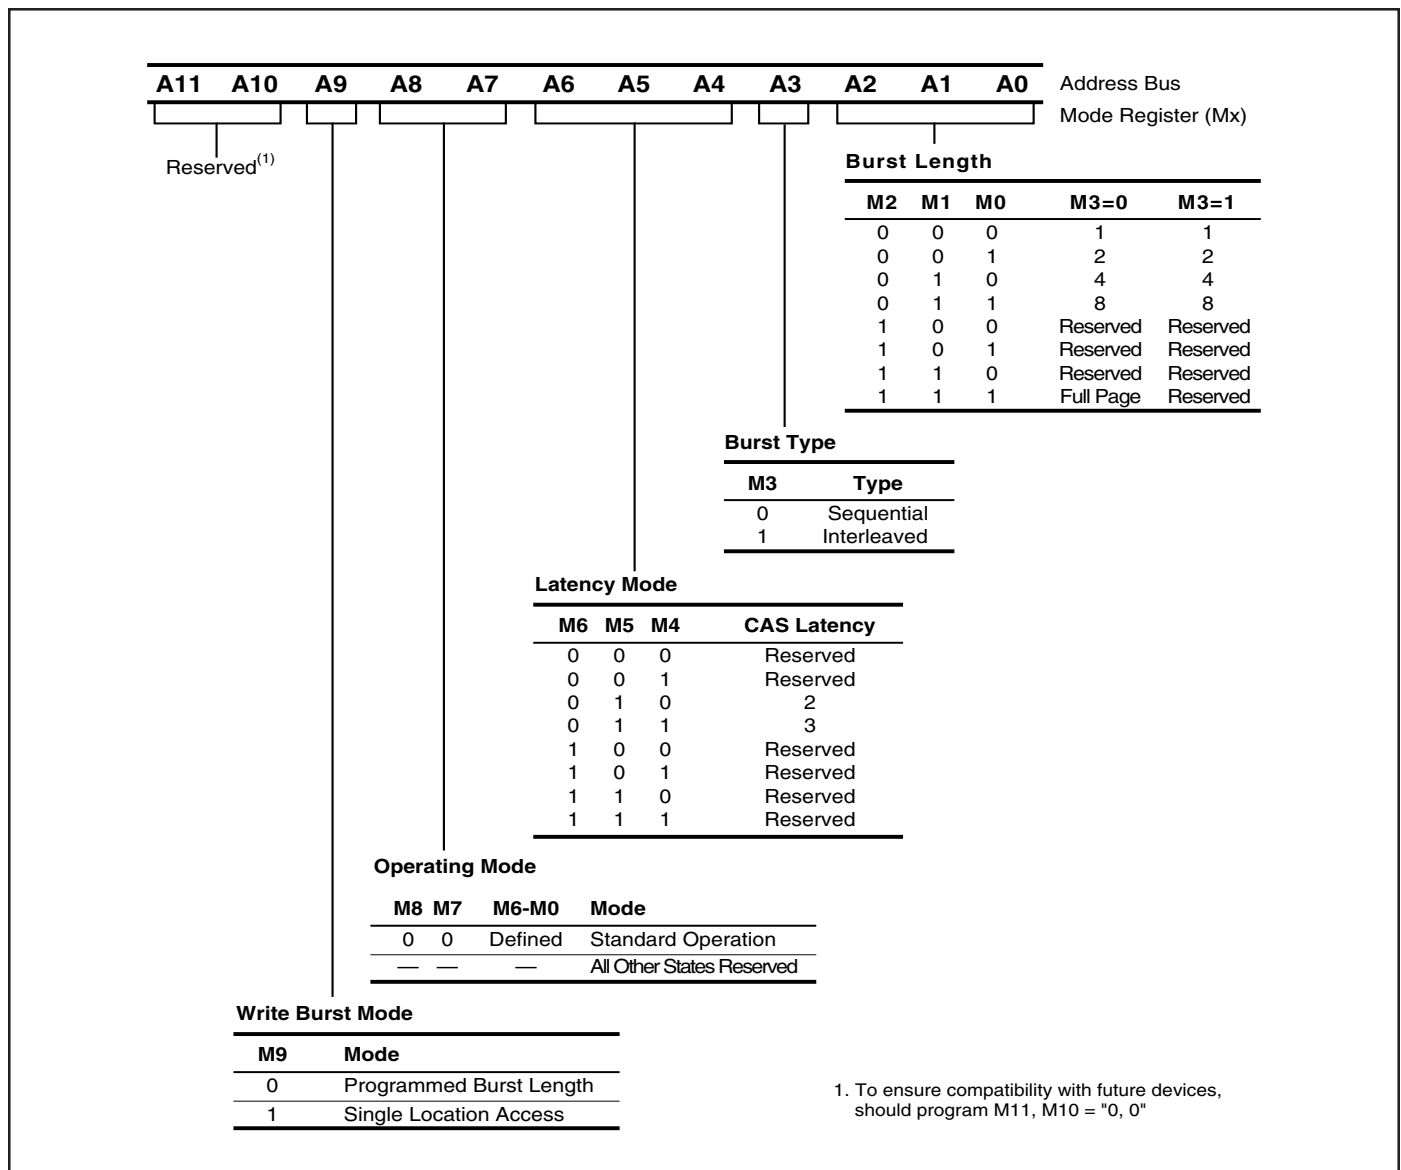 A11 A10 A9 A8 A7 A6 A5 A4 A3 A2 A1 A0 Address Bus
Mode Register (Mx)
Reserved(1)
Burst Length
M2 M1 M0 M3=0 M3=1
0 0 0 1 1
0 0 1 2 2
0 1 0 4 4
0 1 1 8 8
1 0 0 Reserved Reserved
1 0 1 Reserved Reserved
1 1 0 Reserved Reserved
1 1 1 Full Page Reserved
Burst Type
M3 Type
0 Sequential
1 Interleaved
Latency Mode
M6 M5 M4 CAS Latency
0 0 0 Reserved
0 0 1 Reserved
0 1 0 2
0 1 1 3
1 0 0 Reserved
1 0 1 Reserved
1 1 0 Reserved
1 1 1 Reserved
Operating Mode
M8 M7 M6-M0 Mode
0 0 Defined Standard Operation
— — — All Other States Reserved
Write Burst Mode
M9 Mode
0 Programmed Burst Length
1 Single Location Access
1. To ensure compatibility with future devices,
should program M11, M10 = "0, 0"